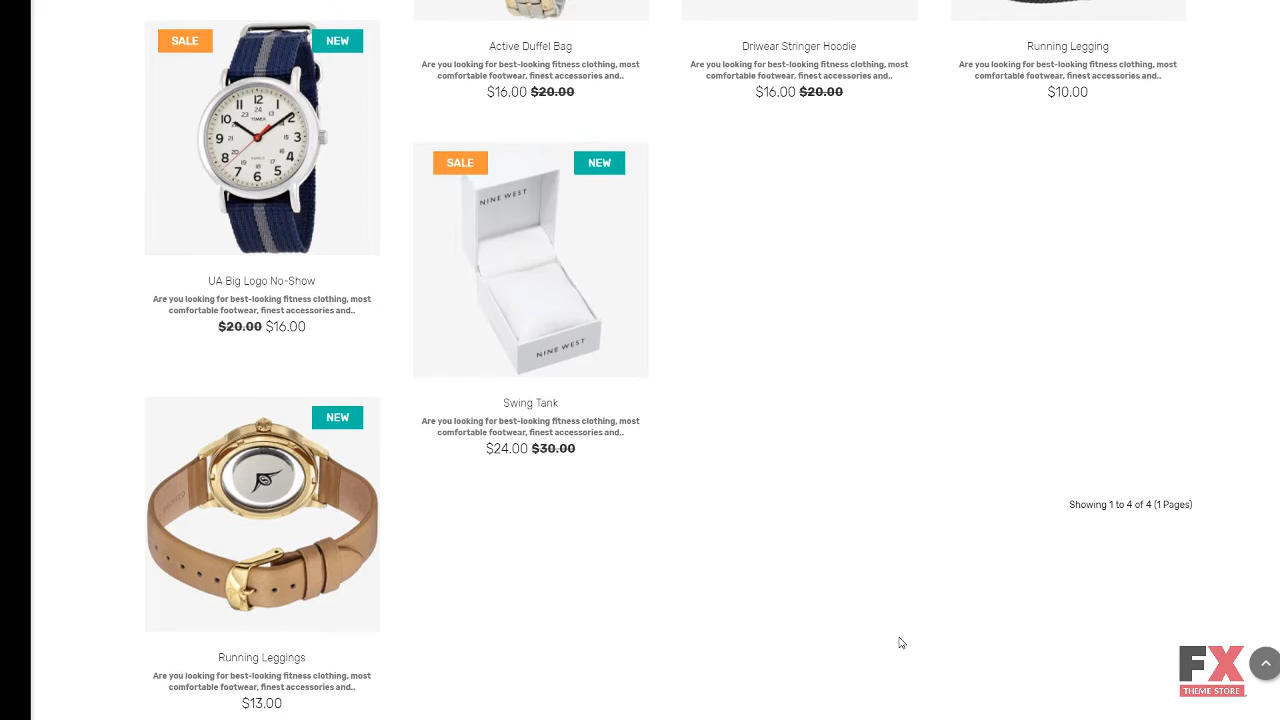 SALE
NEW
TIMEX
UA Big Logo No-Show
Are you looking for best-looking fitness clothing, most
comfortable footwear, finest accessories and..
$20.00 $16.00
NEW
Running Leggings
Are you looking for best-looking fitness clothing, most
comfortable footwear, finest accessories and..
$13.00
Active Duffel Bag
Are you looking for best-looking fitness clothing, most
comfortable footwear, finest accessories and..
$16.00 $20.00
SALE
NEW
NINE WEST
NINE WEST
Swing Tank
Are you looking for best-looking fitness clothing, most
comfortable footwear, finest accessories and..
$24.00 $30.00
Driwear Stringer Hoodie
Are you looking for best-looking fitness clothing, most
comfortable footwear, finest accessories and..
$16.00 $20.00
Running Legging
Are you looking for best-looking fitness clothing, most
comfortable footwear, finest accessories and..
$10.00
Showing 1 to 4 of 4 (1 Pages)
FX
THEME STORE